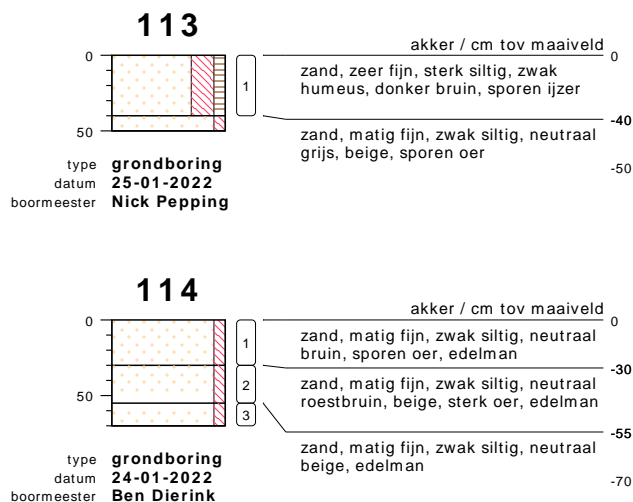 113
akker / cm tov maaiveld
0
0
zand, zeer fijn, sterk siltig, zwak
humeus, donker bruin, sporen ijzer
1
-40
zand, matig fijn, zwak siltig, neutraal
grijs, beige, sporen oer
50
-50
type grondboring
datum 25-01-2022
boormeester Nick Pepping
114
akker / cm tov maaiveld
0
0
zand, matig fijn, zwak siltig, neutraal
bruin, sporen oer, edelman
1
-30
zand, matig fijn, zwak siltig, neutraal
roestbruin, beige, sterk oer, edelman
2
50
3
-55
zand, matig fijn, zwak siltig, neutraal
beige, edelman
-70
type grondboring
datum 24-01-2022
boormeester Ben Dierink